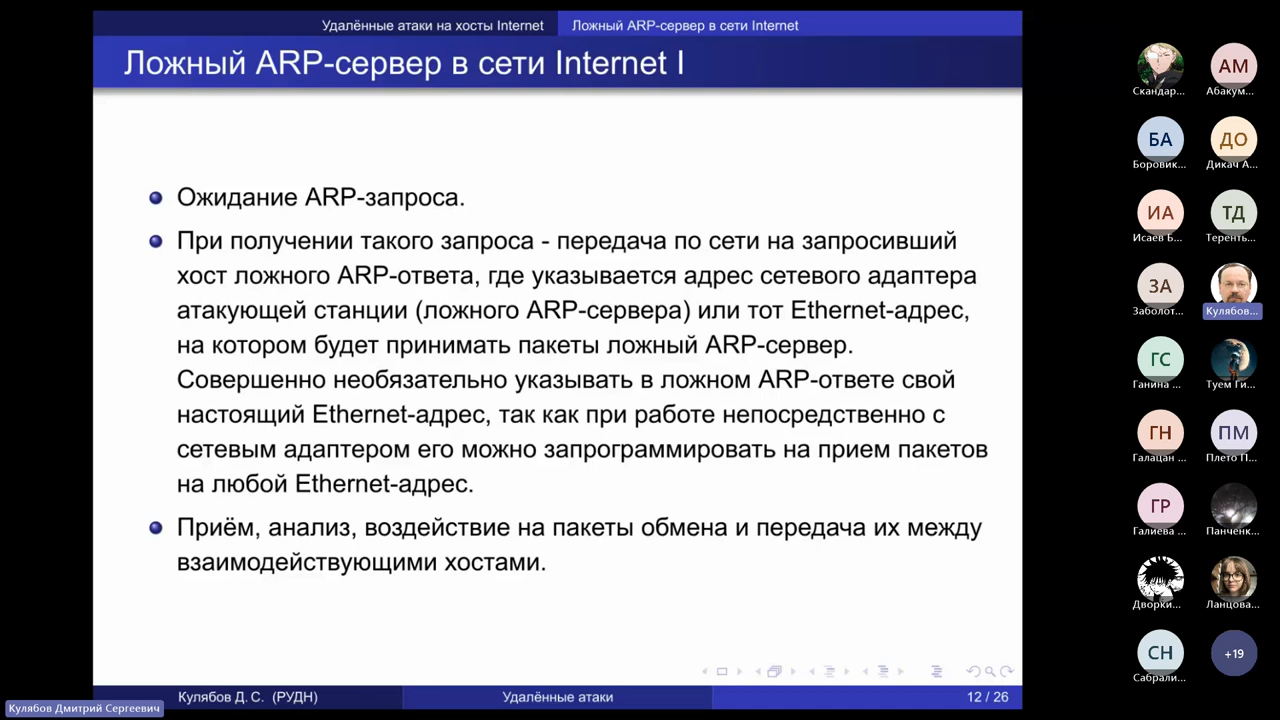 Удалённые атаки на хосты Internet
Ложный ARP-сервер в сети Internet
Ложный ARP-сервер в сети Internet I
Ожидание ARP-запроса.
При получении такого запроса - передача по сети на запросивший
хост ложного ARP-ответа, где указывается адрес сетевого адаптера
атакующей станции (ложного ARP-сервера) или тот Ethernet-адрес,
на котором будет принимать пакеты ложный ARP-сервер.
Совершенно необязательно указывать в ложном ARP-ответе свой
настоящий Ethernet-адрес, так как при работе непосредственно с
сетевым адаптером его можно запрограммировать на прием пакетов
на любой Ethernet-адрес.
Приём, анализ, воздействие на пакеты обмена и передача их между
взаимодействующими хостами.
Кулябов Д. С. (РУДН)
Удалённые атаки
12 / 26
Кулябов Дмитрий Сергеевич
Скандар...
АМ
Абакум...
БА
Боровик...
ДО
Дикач А...
ИА
Исаев Б...
ТД
Теренть...
ЗА
Заболот...
Кулябов...
ГС
Ганина ...
Туем Ги...
ГН
Галацан ...
ПМ
Плето П...
ГР
Галиева ...
Панченк...
Дворки...
Ланцова...
СН
Сабрали...
+19